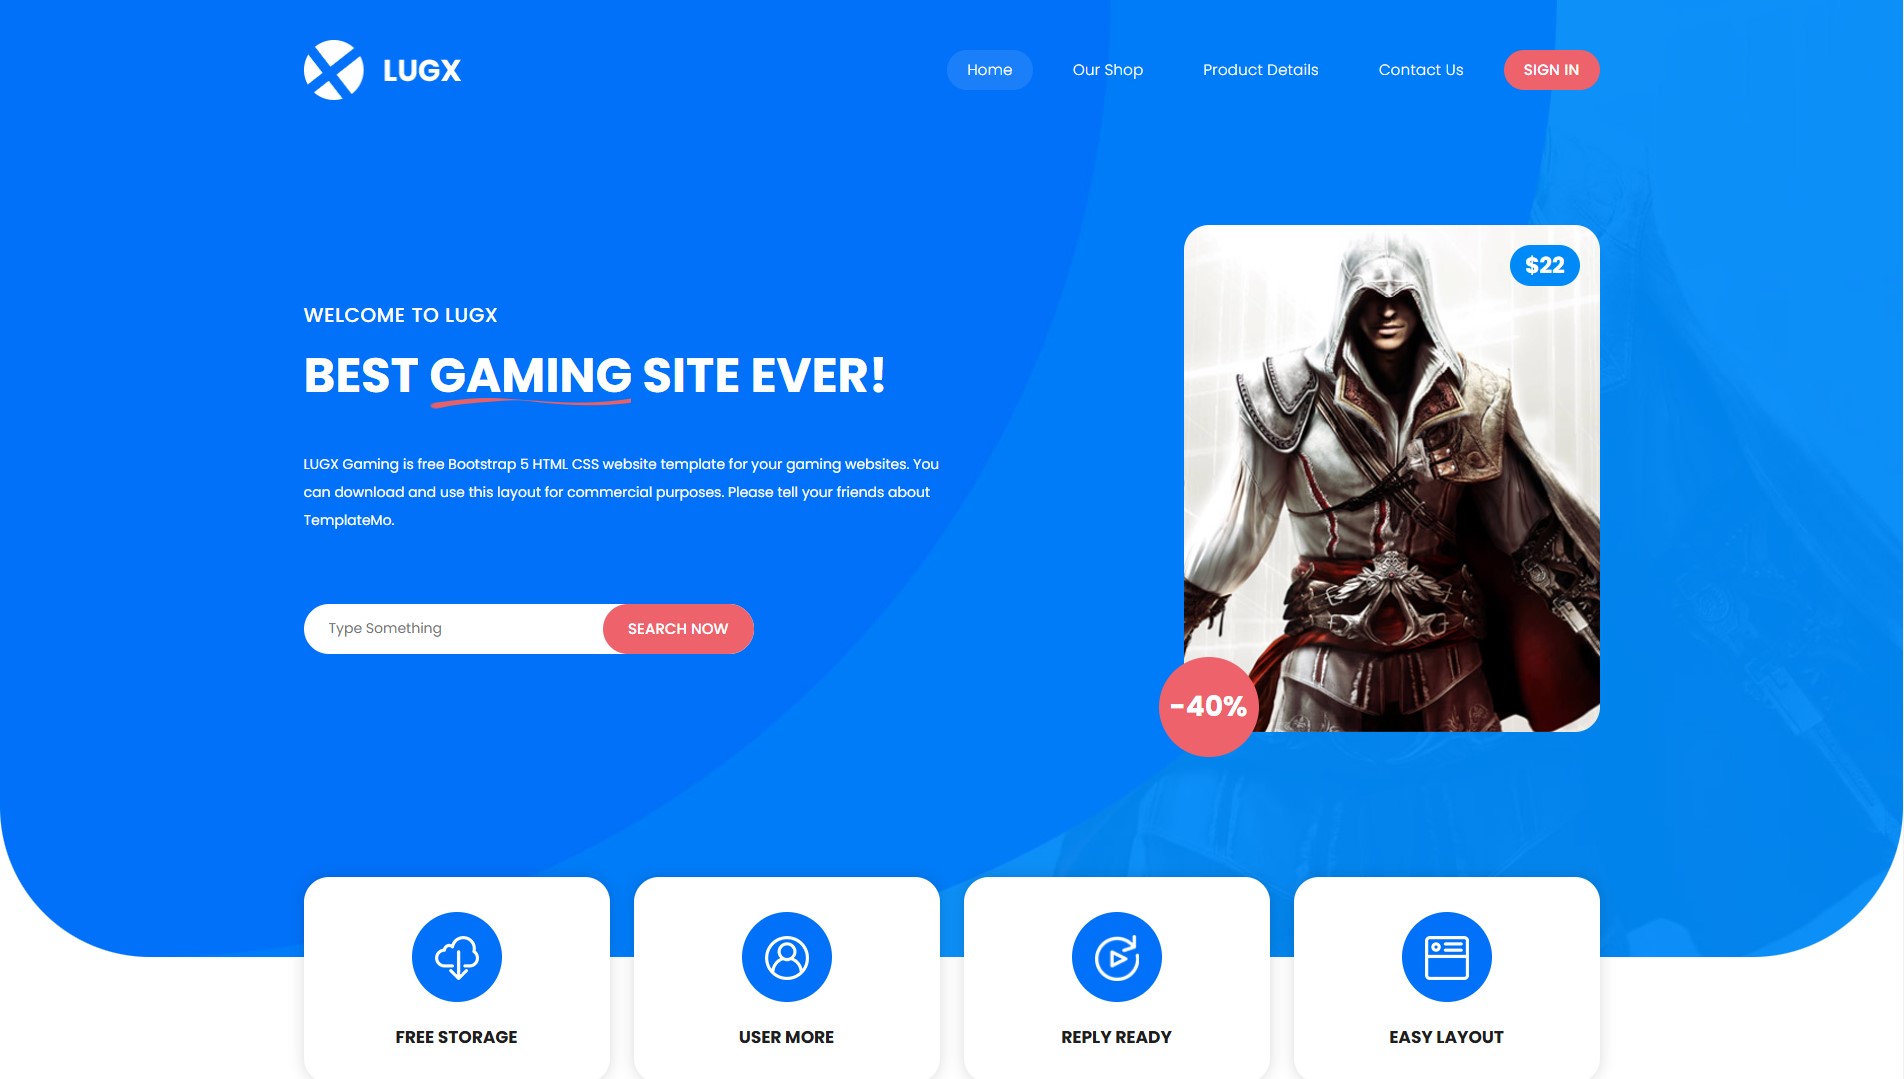 LUGX
Home
Our Shop
Product Details
Contact Us
SIGN IN
$22
WELCOME TO LUGX
BEST GAMING SITE EVER!
LUGX Gaming is free Bootstrap 5 HTML CSS website template for your gaming websites. You
can download and use this layout for commercial purposes. Please tell your friends about
TemplateMo.
Type Something
SEARCH NOW
-40%
FREE STORAGE
USER MORE
REPLY READY
EASY LAYOUT